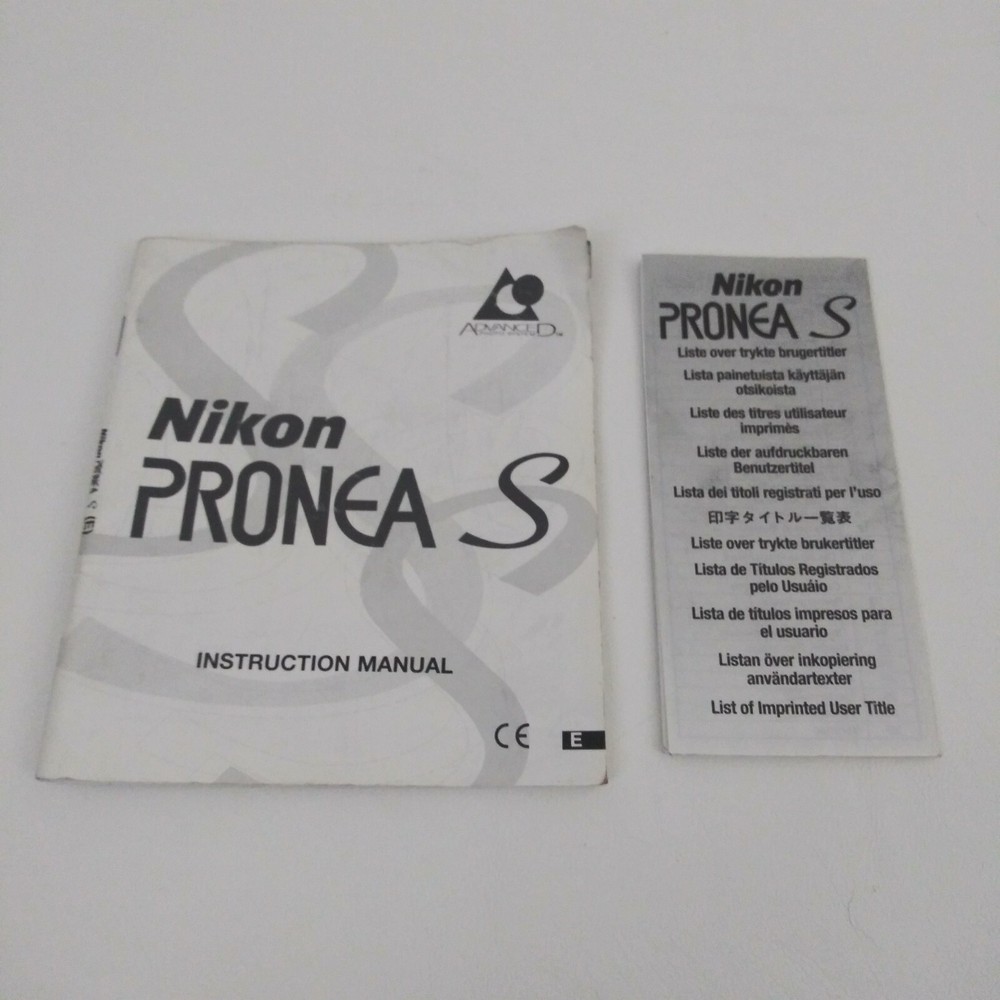 ADVANCED
Nikon
PRONEA S
INSTRUCTION MANUAL
CE
E
Nikon PRONEA S (E)
Nikon
PRONEA S
Liste over trykte brugertitler
Lista painetuista käyttäjän
otsikoista
Liste des titres utilisateur
imprimés
Liste der aufdruckbaren
Benutzertitel
Lista dei titoli registrati per l'uso
印字タイトル一覧表
Liste over trykte brukertitler
Lista de Títulos Registrados
pelo Usuáio
Lista de títulos impresos para
el usuario
Listan över inkopiering
användartexter
List of Imprinted User Title